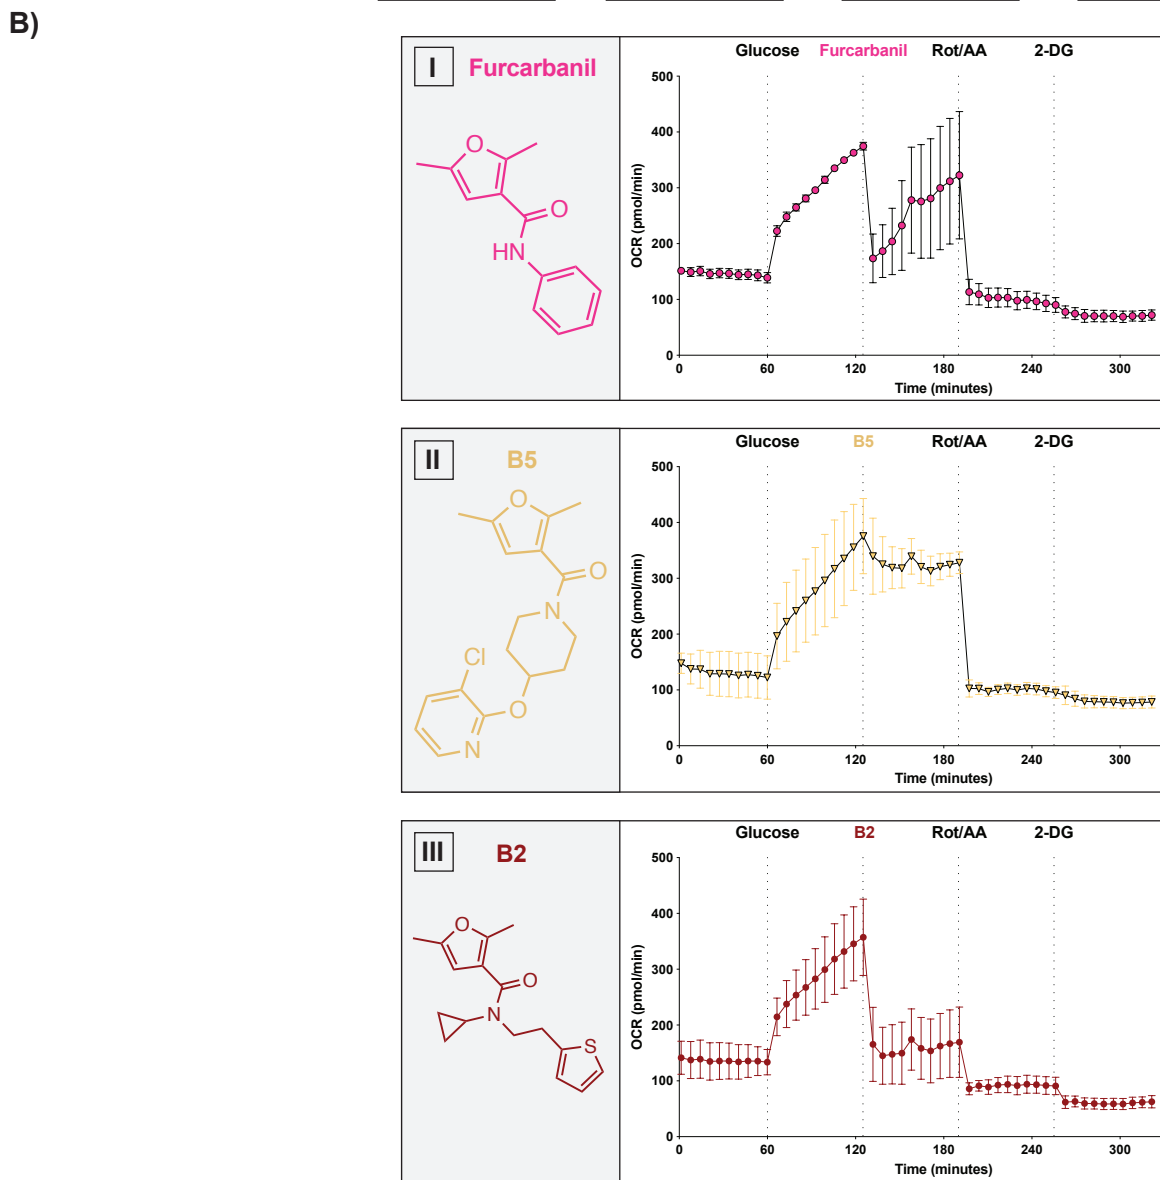 B)
I Furcarbanil
O
O
HN
Glucose Furcarbanil Rot/AA 2-DG
OCR (pmol/min)
500
400
300
200
100
0
0 60 120 180 240 300
Time (minutes)
II B5
O
O
N
Cl
O
N
Glucose B5 Rot/AA 2-DG
OCR (pmol/min)
500
400
300
200
100
0
0 60 120 180 240 300
Time (minutes)
III B2
O
O
N
S
Glucose B2 Rot/AA 2-DG
OCR (pmol/min)
500
400
300
200
100
0
0 60 120 180 240 300
Time (minutes)